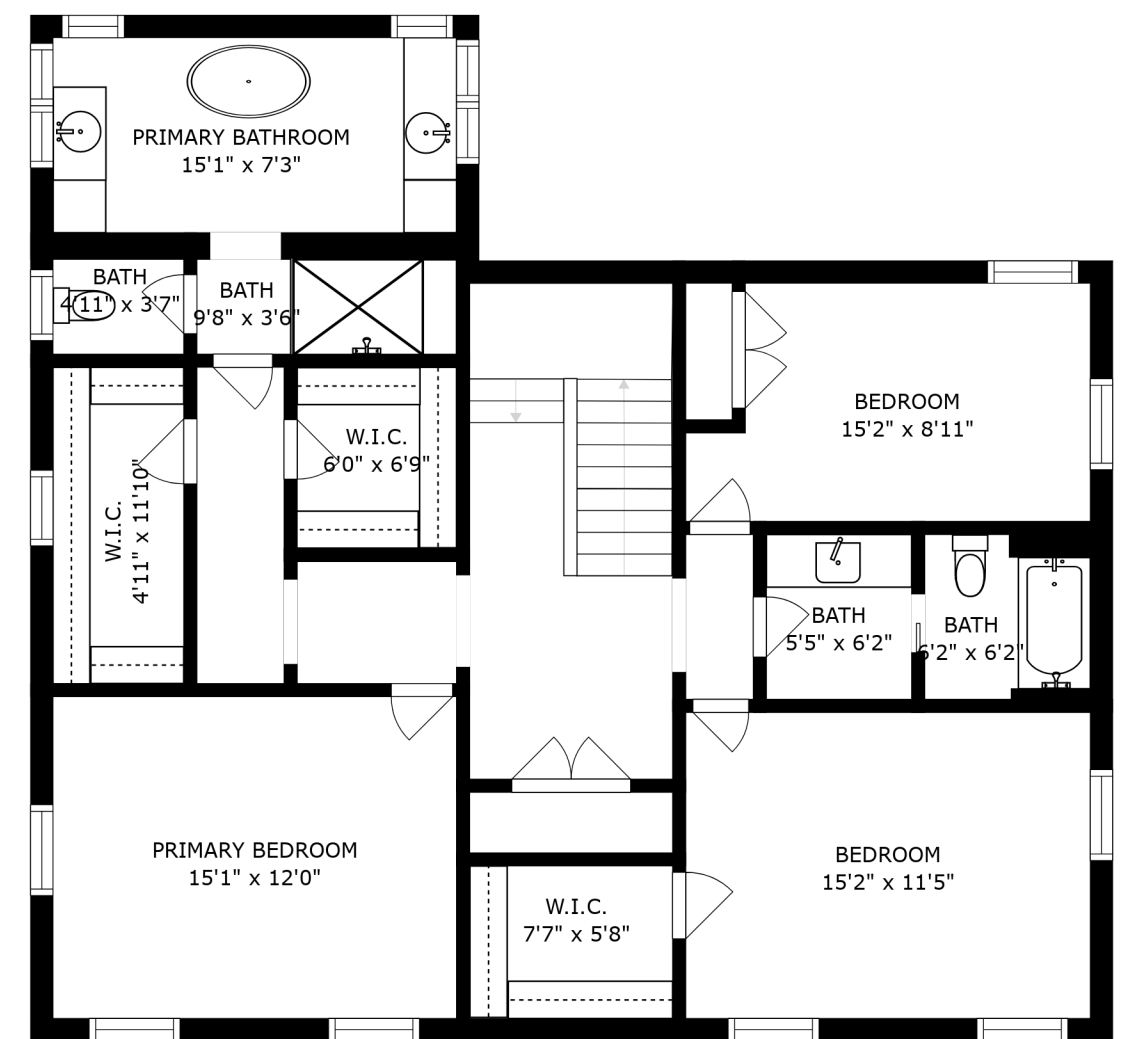 PRIMARY BATHROOM
15'1" x 7'3"
BATH
4'11" x 3'7"
BATH
9'8" x 3'6"
W.I.C.
6'0" x 6'9"
W.I.C.
4'11" x 11'10"
BEDROOM
15'2" x 8'11"
BATH
5'5" x 6'2"
BATH
6'2" x 6'2"
PRIMARY BEDROOM
15'1" x 12'0"
BEDROOM
15'2" x 11'5"
W.I.C.
7'7" x 5'8"